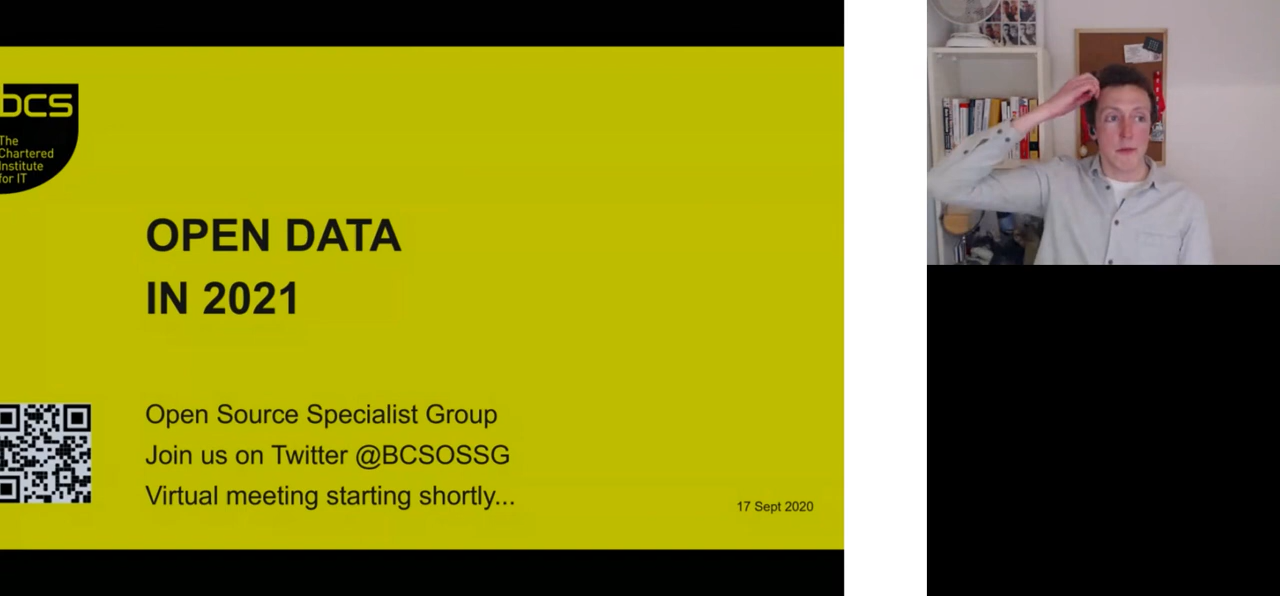 bcs
The
Chartered
Institute
for IT
OPEN DATA
IN 2021
Open Source Specialist Group
Join us on Twitter @BCSOSSG
Virtual meeting starting shortly...
17 Sept 2020